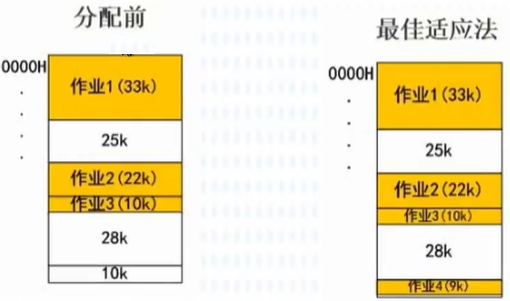 分配前
0000H
作业1(33k)
25k
作业2(22k)
作业3(10k)
28k
10k
最佳适应法
0000H
作业1(33k)
25k
作业2(22k)
作业3(10k)
28k
作业4(9k)